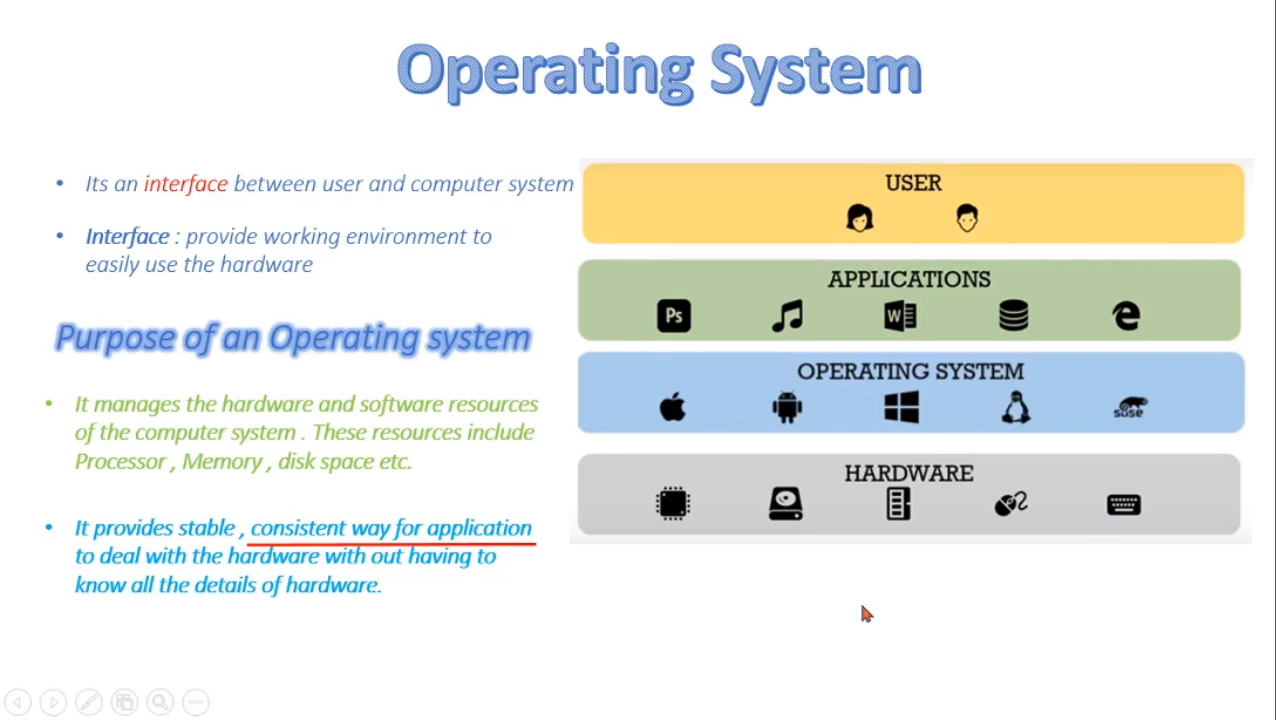 Operating System
Its an interface between user and computer system
Interface : provide working environment to
easily use the hardware
Purpose of an Operating system
It manages the hardware and software resources
of the computer system . These resources include
Processor , Memory , disk space etc.
It provides stable , consistent way for application
to deal with the hardware with out having to
know all the details of hardware.
USER
APPLICATIONS
Ps
W
OPERATING SYSTEM
suse
HARDWARE